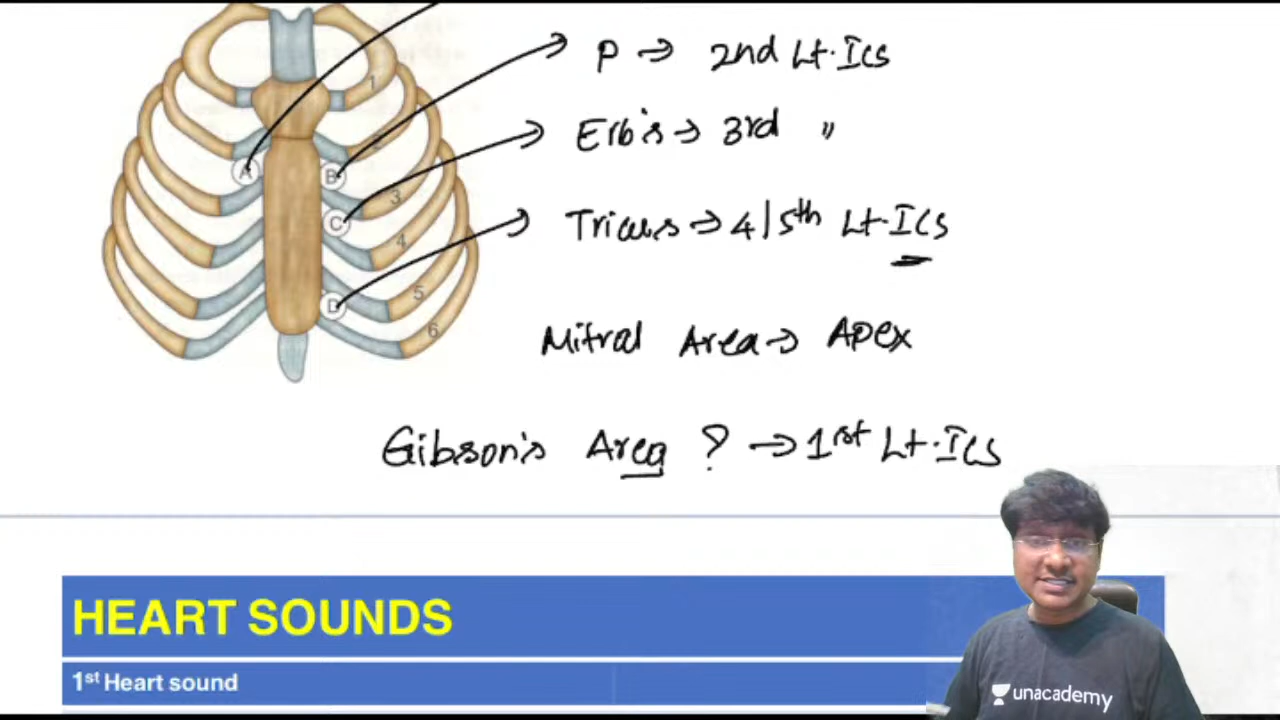 1
P → 2nd Lt. Ics
2
A
B
Erb's → 3rd "
3
C
Tricus → 4/5th Lt. Ics
4
5
D
6
Mitral Area → Apex
Gibson's Area ? → 1st Lt. Ics
HEART SOUNDS
1st Heart sound
unacademy